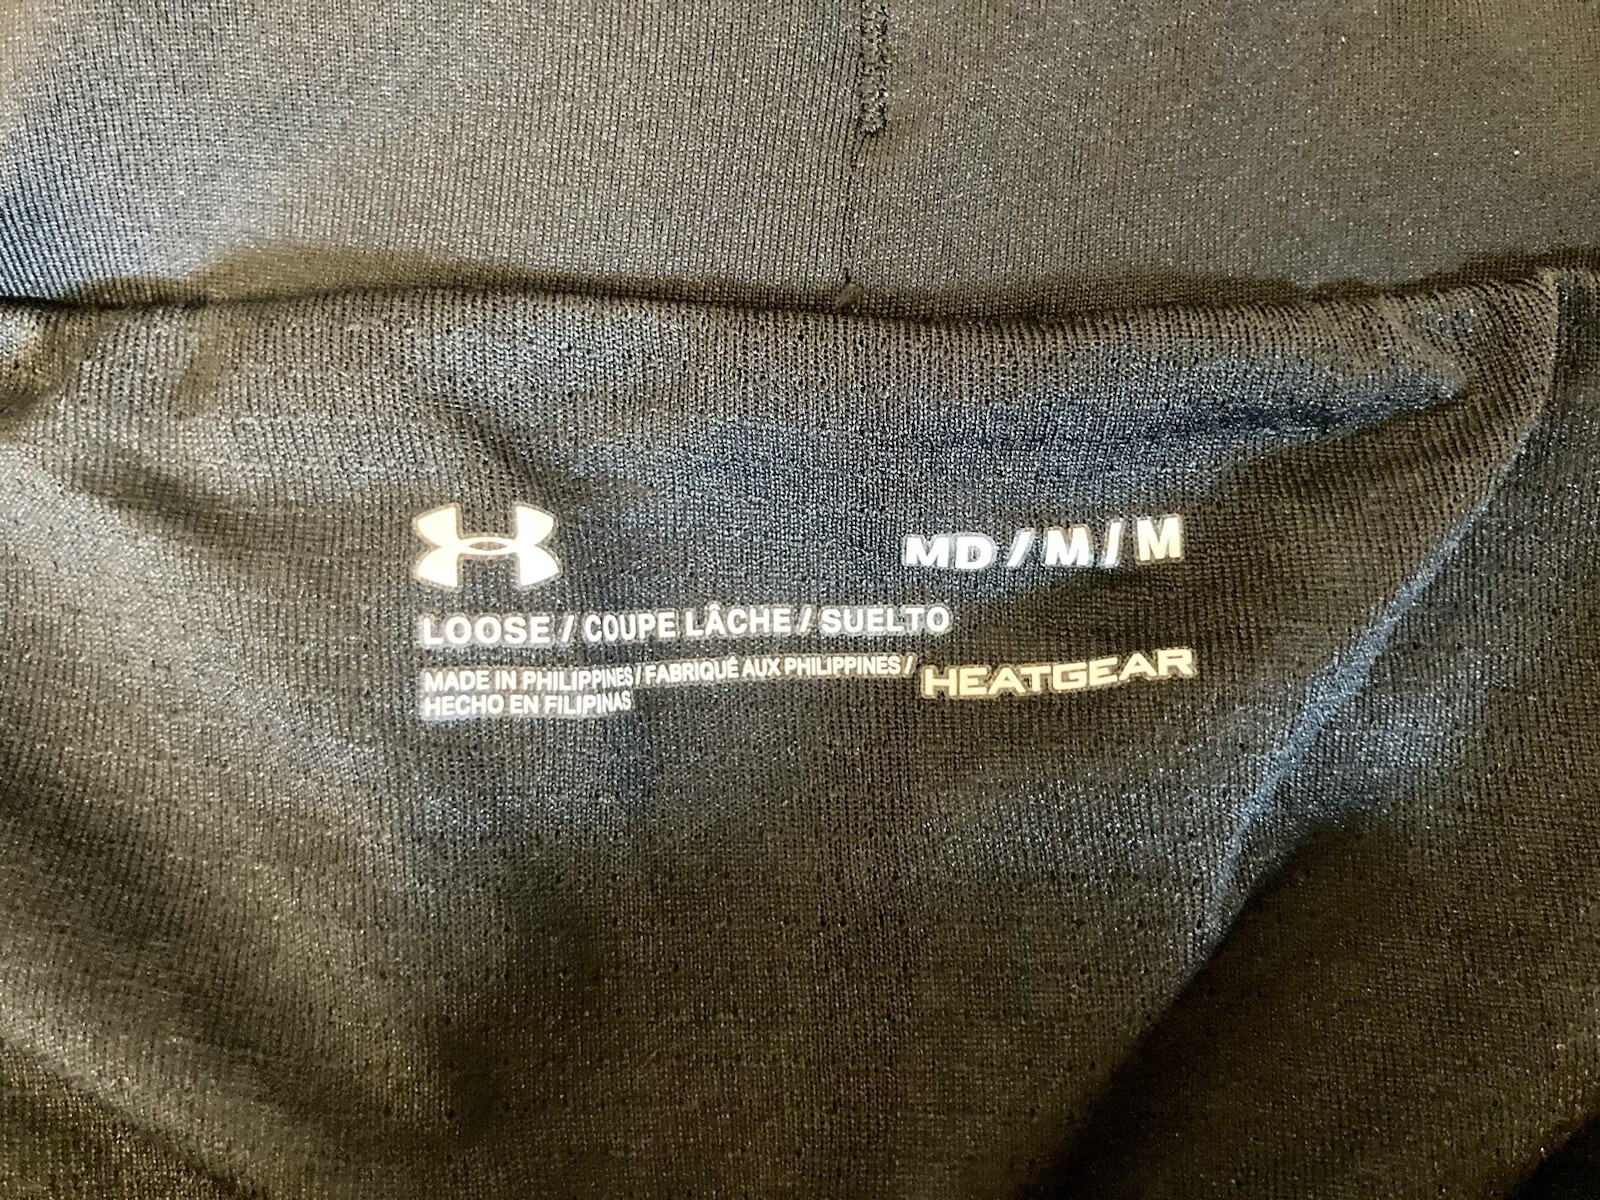 MD / M / M
LOOSE / COUPE LÂCHE / SUELTO
MADE IN PHILIPPINES / FABRIQUÉ AUX PHILIPPINES /
HECHO EN FILIPINAS
HEATGEAR